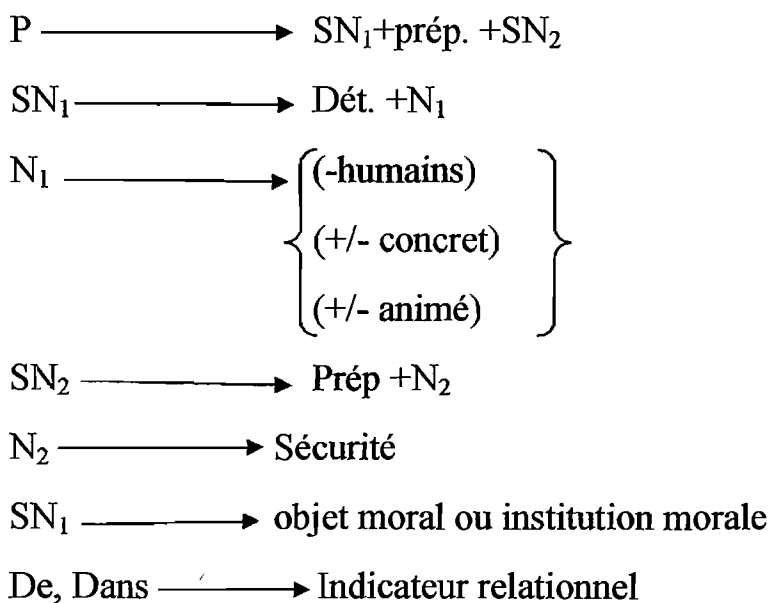 P ⟶ SN₁+prép. +SN₂
SN₁ ⟶ Dét. +N₁
N₁ ⟶ {(-humains)
(+/- concret)
(+/- animé)}
SN₂ ⟶ Prép +N₂
N₂ ⟶ Sécurité
SN₁ ⟶ objet moral ou institution morale
De, Dans ⟶ Indicateur relationnel